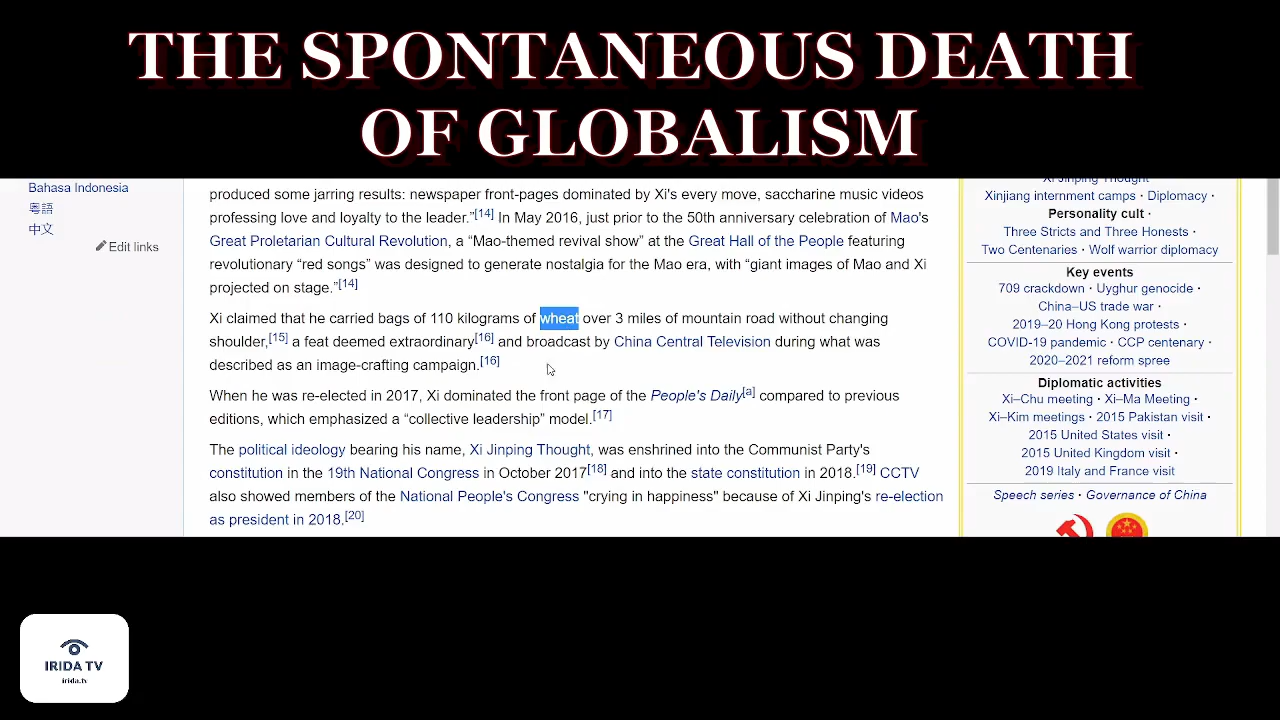 THE SPONTANEOUS DEATH
OF GLOBALISM
Bahasa Indonesia
粵語
中文
Edit links
produced some jarring results: newspaper front-pages dominated by Xi's every move, saccharine music videos
professing love and loyalty to the leader.”[14] In May 2016, just prior to the 50th anniversary celebration of Mao's
Great Proletarian Cultural Revolution, a “Mao-themed revival show” at the Great Hall of the People featuring
revolutionary “red songs” was designed to generate nostalgia for the Mao era, with “giant images of Mao and Xi
projected on stage.”[14]
Xi claimed that he carried bags of 110 kilograms of wheat over 3 miles of mountain road without changing
shoulder,[15] a feat deemed extraordinary[16] and broadcast by China Central Television during what was
described as an image-crafting campaign.[16]
When he was re-elected in 2017, Xi dominated the front page of the People's Daily[a] compared to previous
editions, which emphasized a “collective leadership” model.[17]
The political ideology bearing his name, Xi Jinping Thought, was enshrined into the Communist Party's
constitution in the 19th National Congress in October 2017[18] and into the state constitution in 2018.[19] CCTV
also showed members of the National People's Congress "crying in happiness" because of Xi Jinping's re-election
as president in 2018.[20]
Xi Jinping Thought
Xinjiang internment camps · Diplomacy ·
Personality cult ·
Three Stricts and Three Honests ·
Two Centenaries · Wolf warrior diplomacy
Key events
709 crackdown · Uyghur genocide ·
China–US trade war ·
2019–20 Hong Kong protests ·
COVID-19 pandemic · CCP centenary ·
2020–2021 reform spree
Diplomatic activities
Xi–Chu meeting · Xi–Ma Meeting ·
Xi–Kim meetings · 2015 Pakistan visit ·
2015 United States visit ·
2015 United Kingdom visit ·
2019 Italy and France visit
Speech series · Governance of China
IRIDA TV
irida.tv